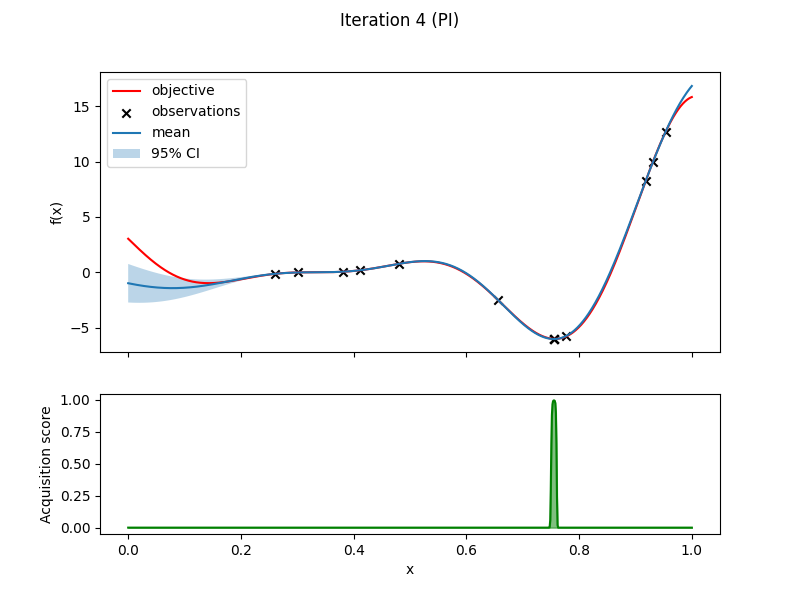 Iteration 4 (PI)
objective
observations
mean
95% CI
f(x)
15
10
5
0
−5
Acquisition score
1.00
0.75
0.50
0.25
0.00
0.0 0.2 0.4 0.6 0.8 1.0
x